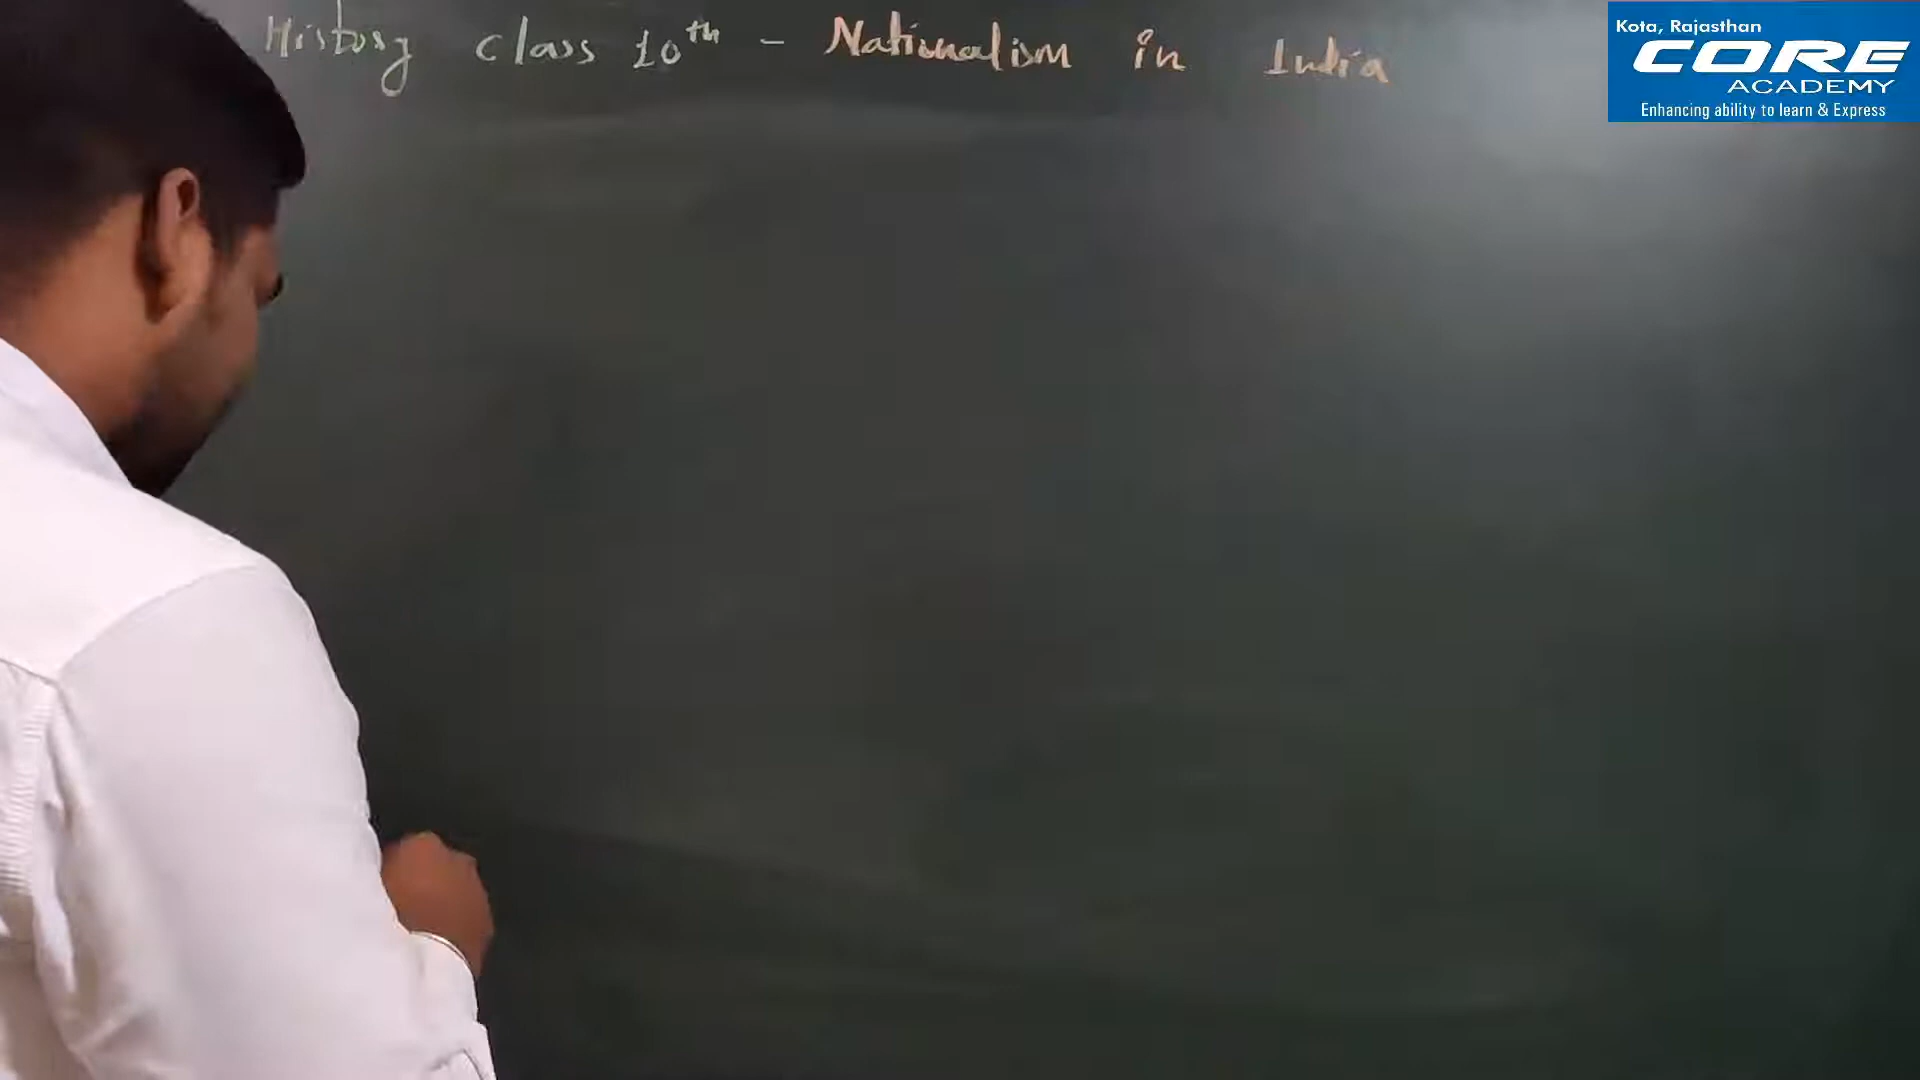 History class 10th - Nationalism in India
Kota, Rajasthan
CORE
ACADEMY
Enhancing ability to learn & Express